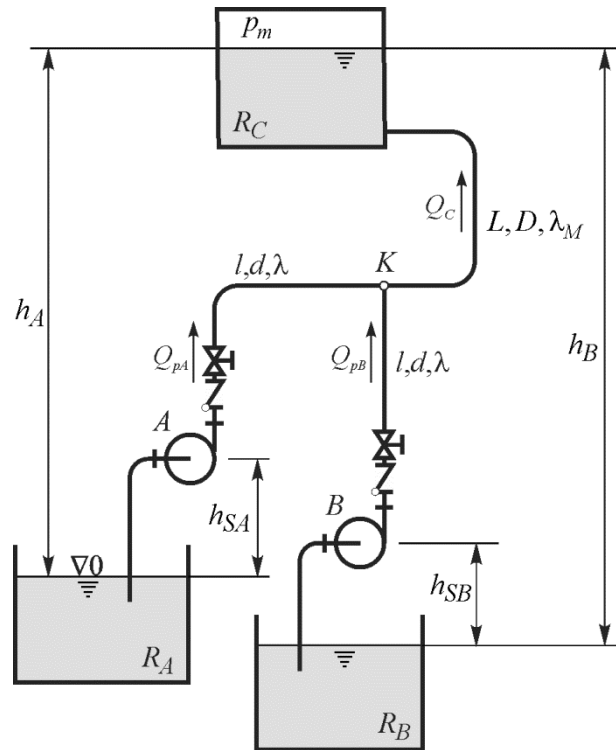 p_m
R_C
Q_C
L, D, λ_M
l,d,λ
K
h_A
h_B
Q_pA
Q_pB
l,d,λ
A
h_SA
B
∇0
h_SB
R_A
R_B